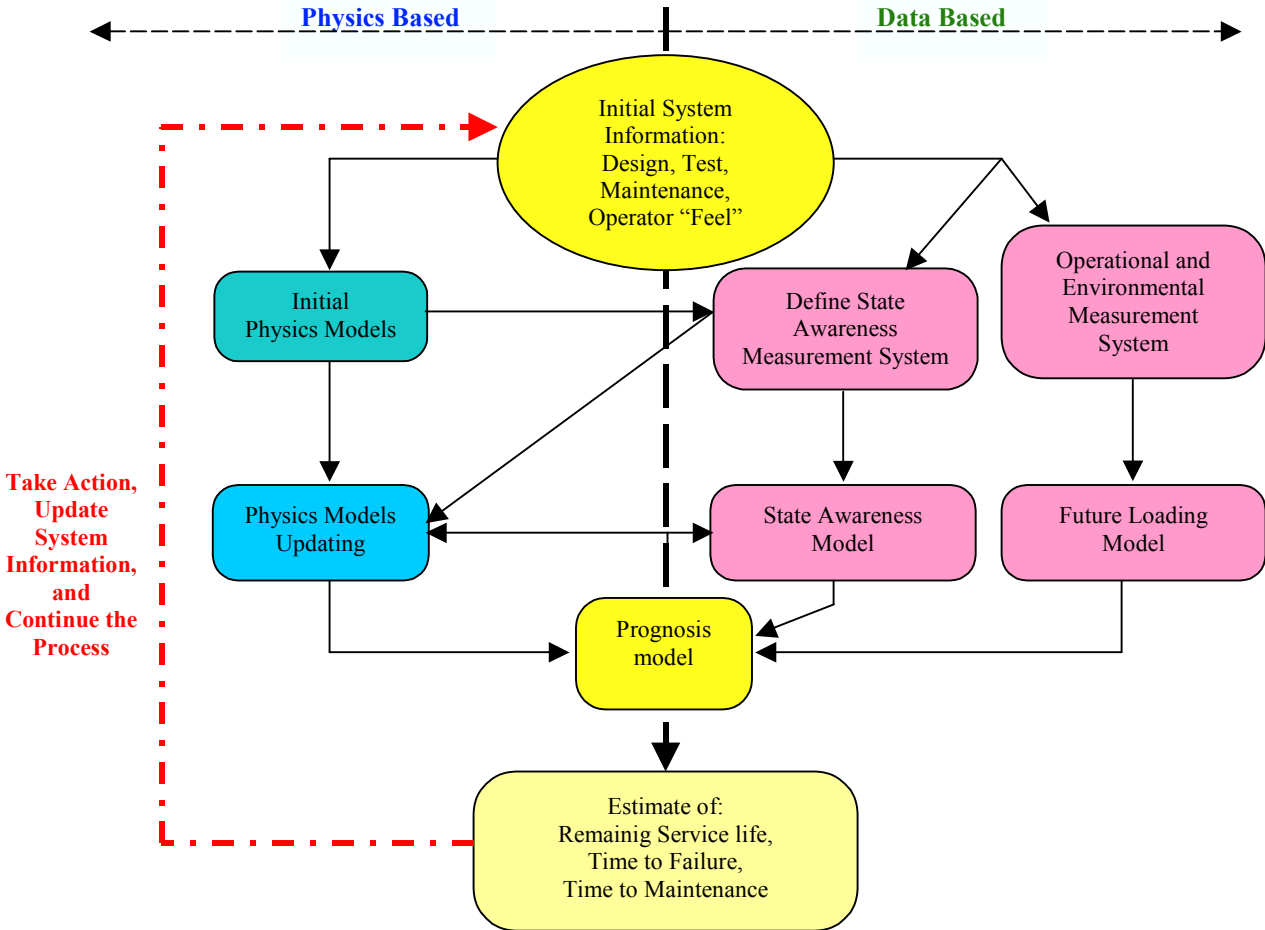 Physics Based
Data Based
Initial System
Information:
Design, Test,
Maintenance,
Operator “Feel”
Initial
Physics Models
Define State
Awareness
Measurement System
Operational and
Environmental
Measurement
System
Take Action,
Update
System
Information,
and
Continue the
Process
Physics Models
Updating
State Awareness
Model
Future Loading
Model
Prognosis
model
Estimate of:
Remainig Service life,
Time to Failure,
Time to Maintenance